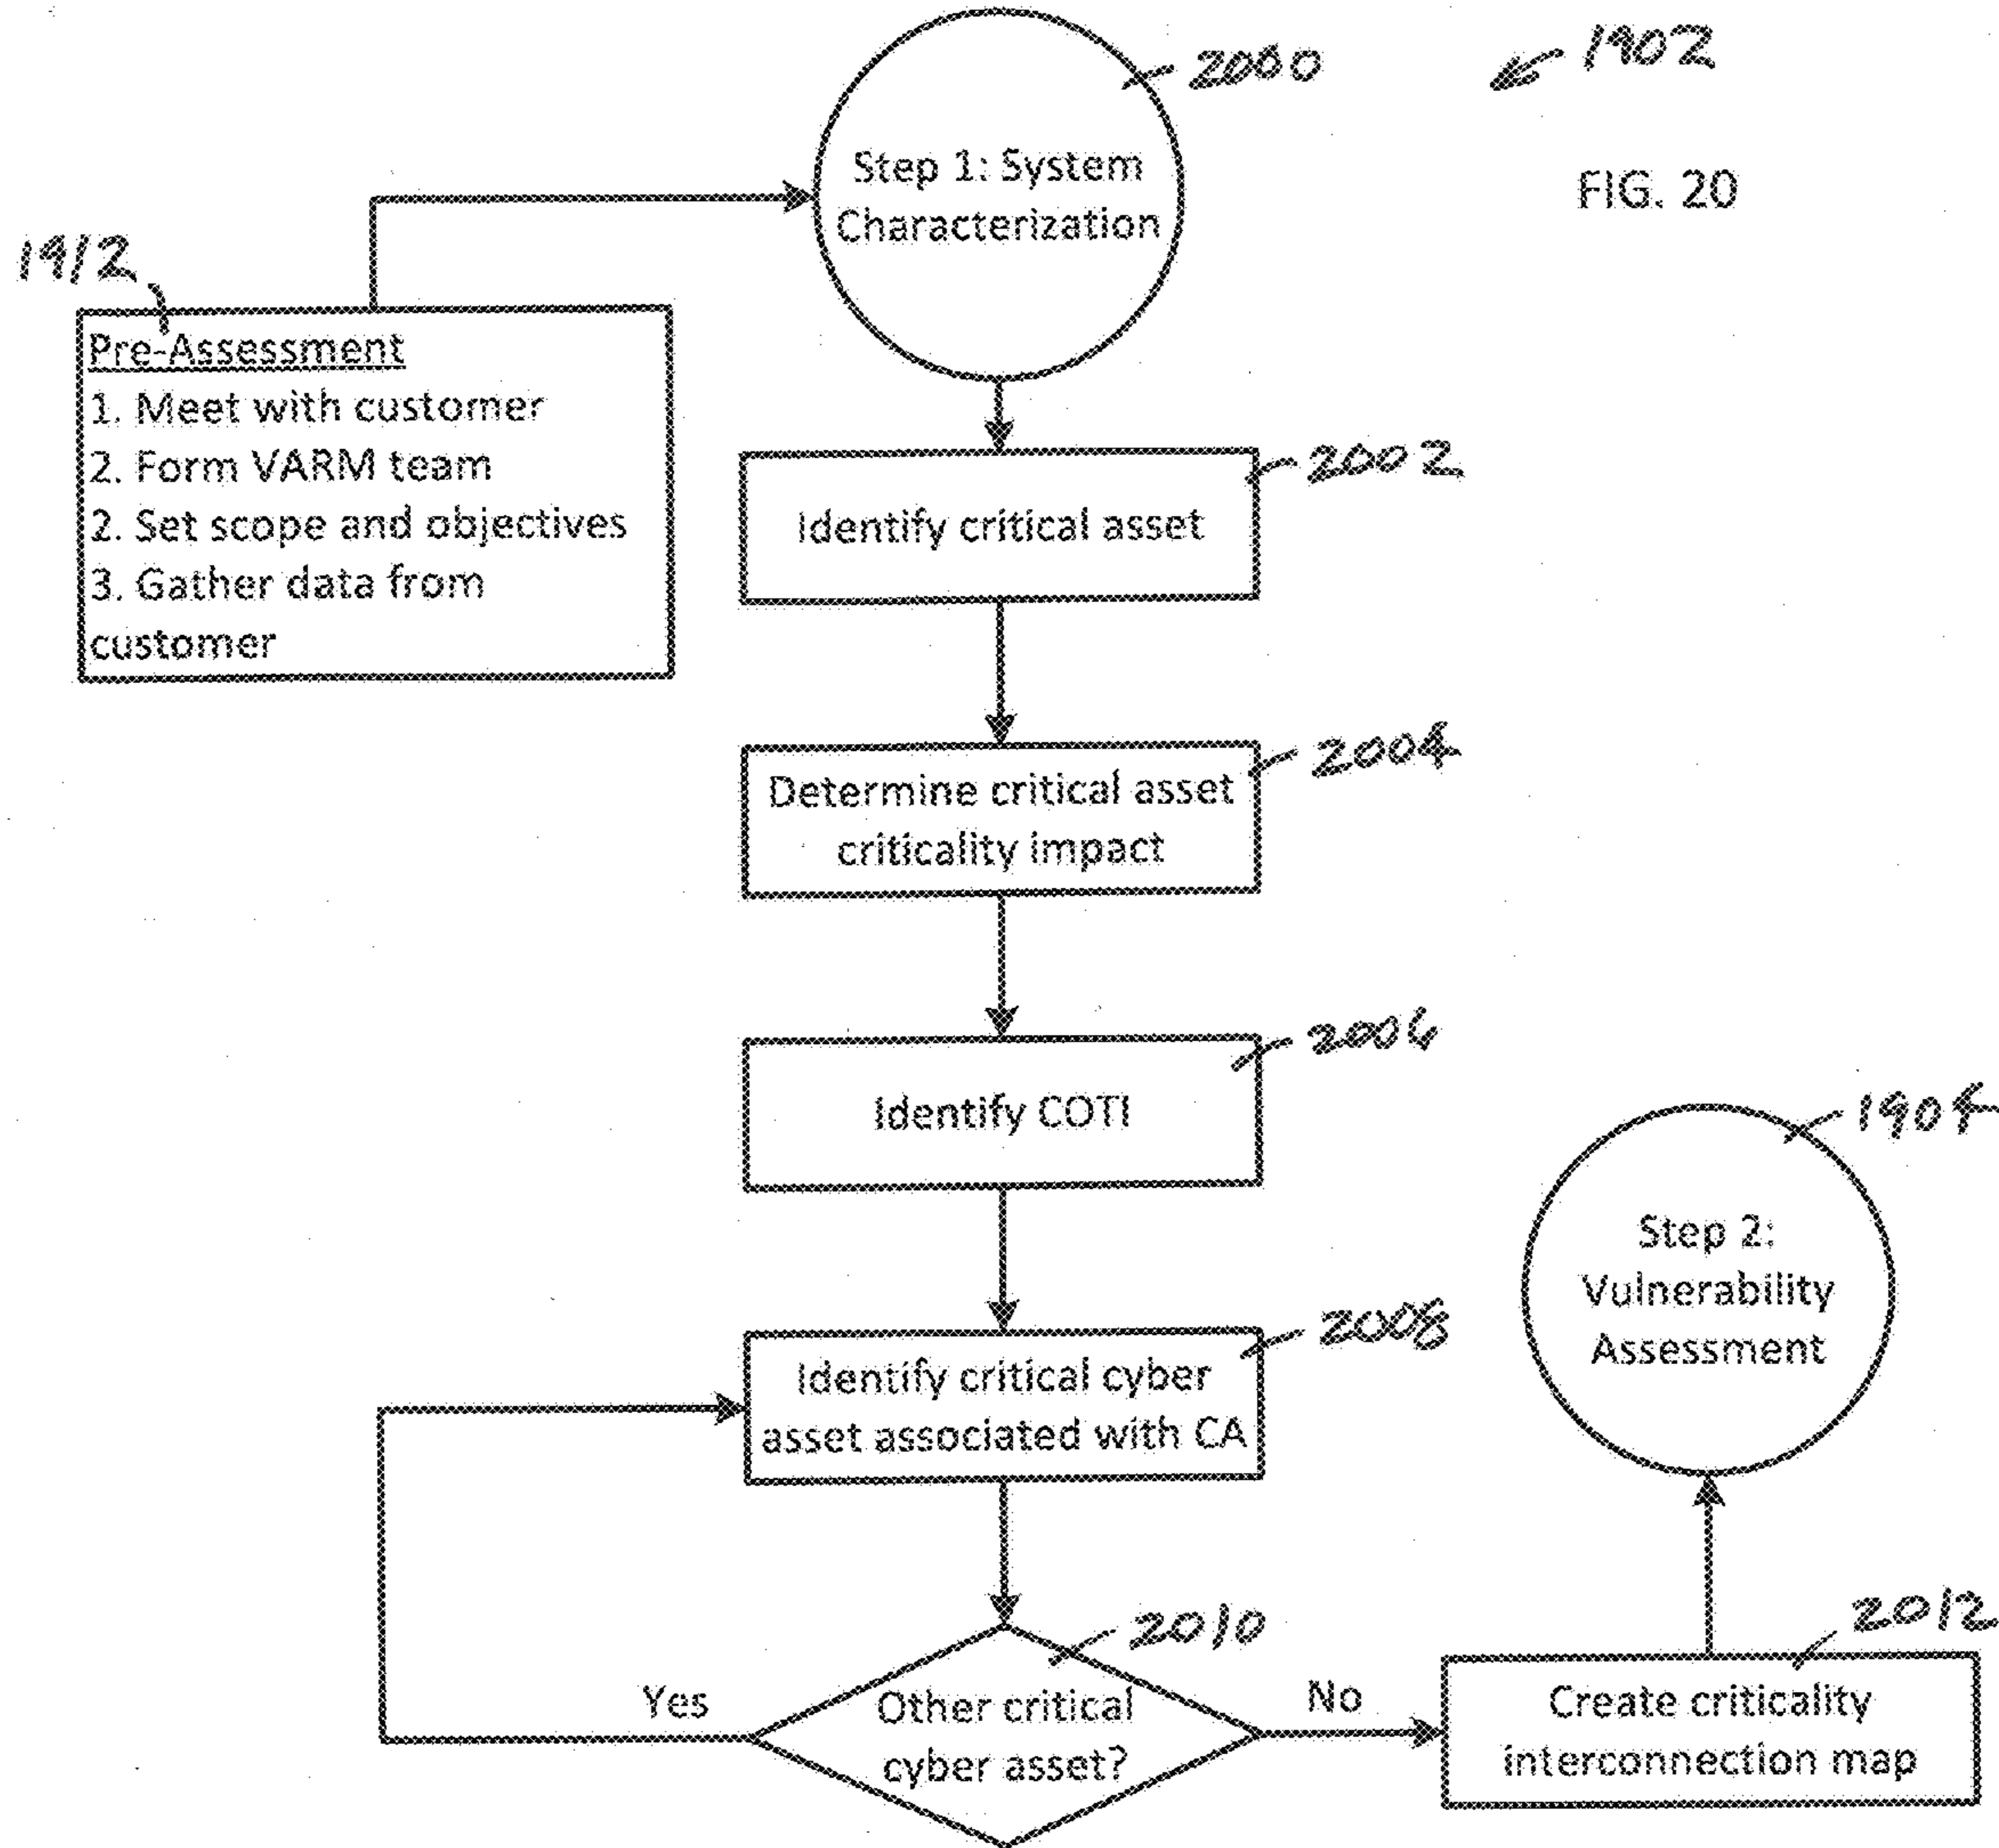 2000
1902
Step 1: System
Characterization
FIG. 20
1912
Pre-Assessment
1. Meet with customer
2. Form VARM team
2. Set scope and objectives
3. Gather data from
customer
2002
Identify critical asset
2004
Determine critical asset
criticality impact
2006
Identify COTI
2008
Identify critical cyber
asset associated with CA
1904
Step 2:
Vulnerability
Assessment
2010
Other critical
cyber asset?
Yes
No
2012
Create criticality
interconnection map